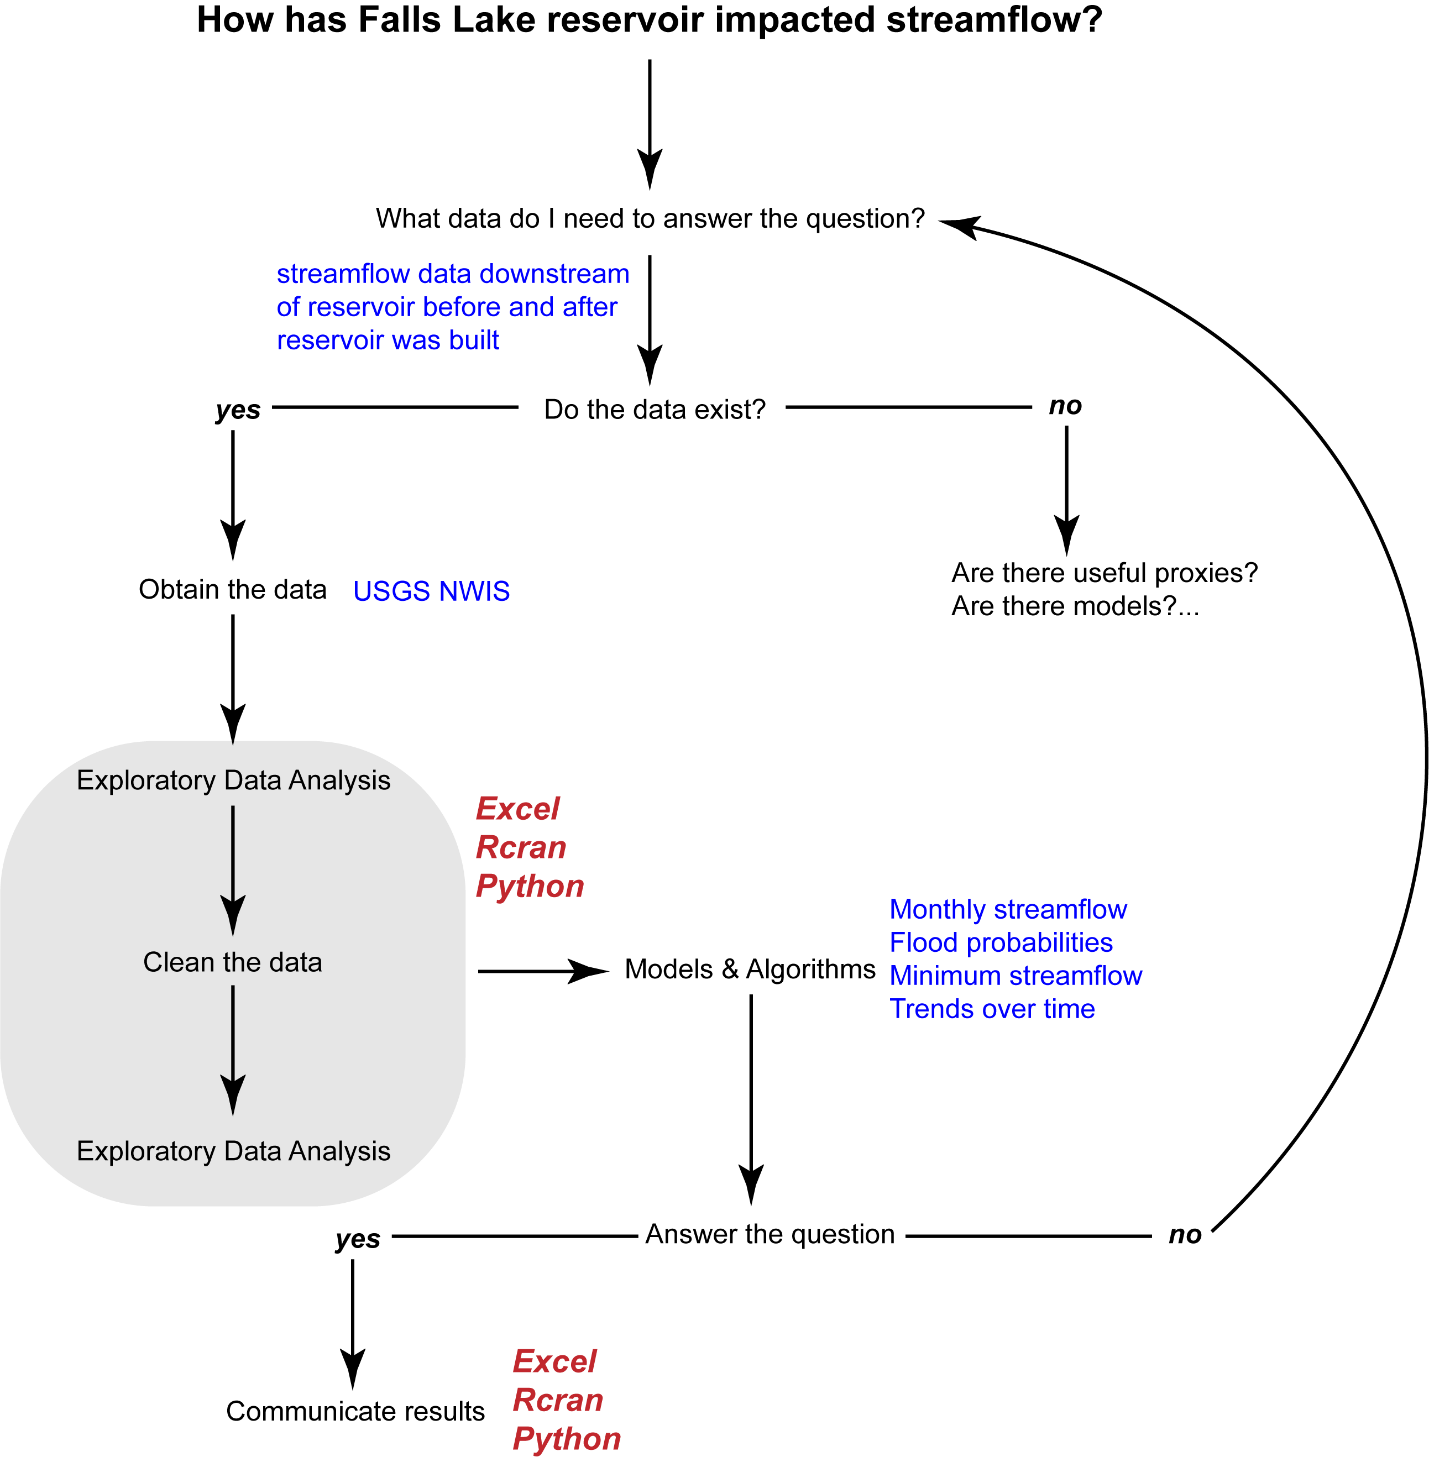 How has Falls Lake reservoir impacted streamflow?
What data do I need to answer the question?
streamflow data downstream
of reservoir before and after
reservoir was built
yes
Do the data exist?
no
Obtain the data
USGS NWIS
Are there useful proxies?
Are there models?...
Exploratory Data Analysis
Clean the data
Exploratory Data Analysis
Excel
Rcran
Python
Models & Algorithms
Monthly streamflow
Flood probabilities
Minimum streamflow
Trends over time
yes
Answer the question
no
Communicate results
Excel
Rcran
Python